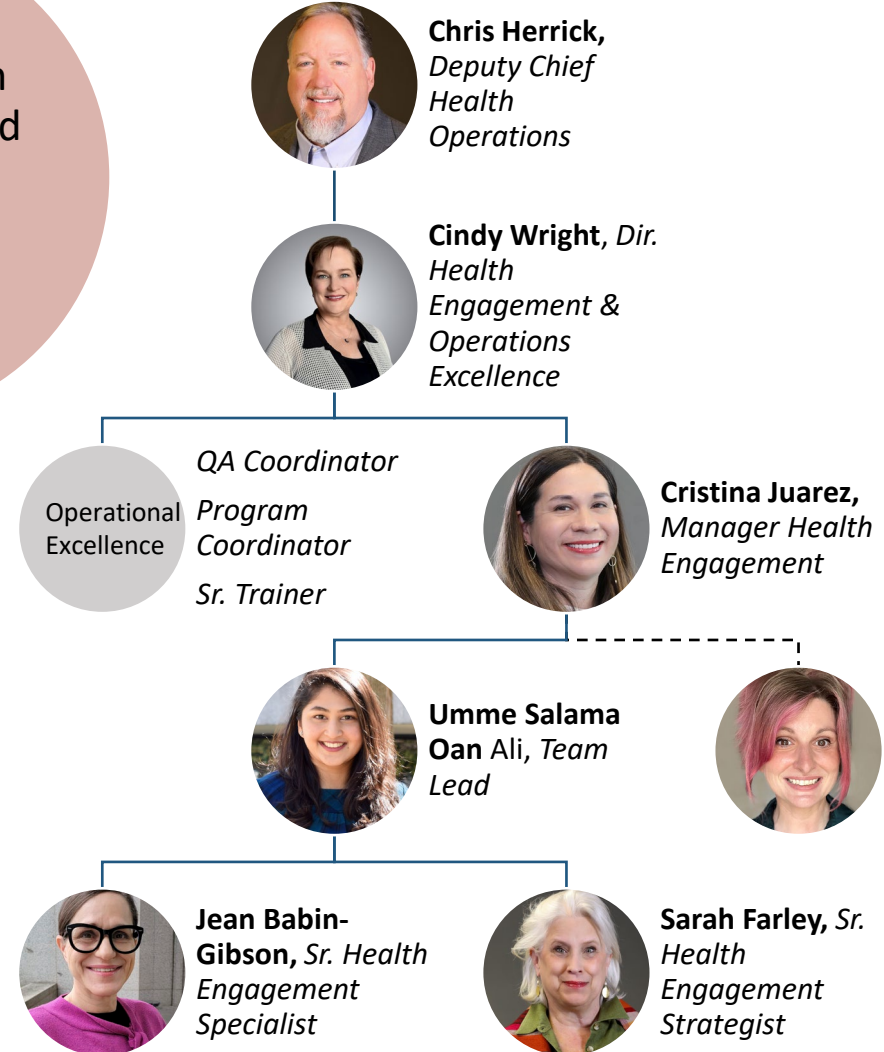 n
d
Chris Herrick,
Deputy Chief
Health
Operations
Cindy Wright, Dir.
Health
Engagement &
Operations
Excellence
Operational
Excellence
QA Coordinator
Program
Coordinator
Sr. Trainer
Cristina Juarez,
Manager Health
Engagement
Umme Salama
Oan Ali, Team
Lead
Jean Babin-
Gibson, Sr. Health
Engagement
Specialist
Sarah Farley, Sr.
Health
Engagement
Strategist